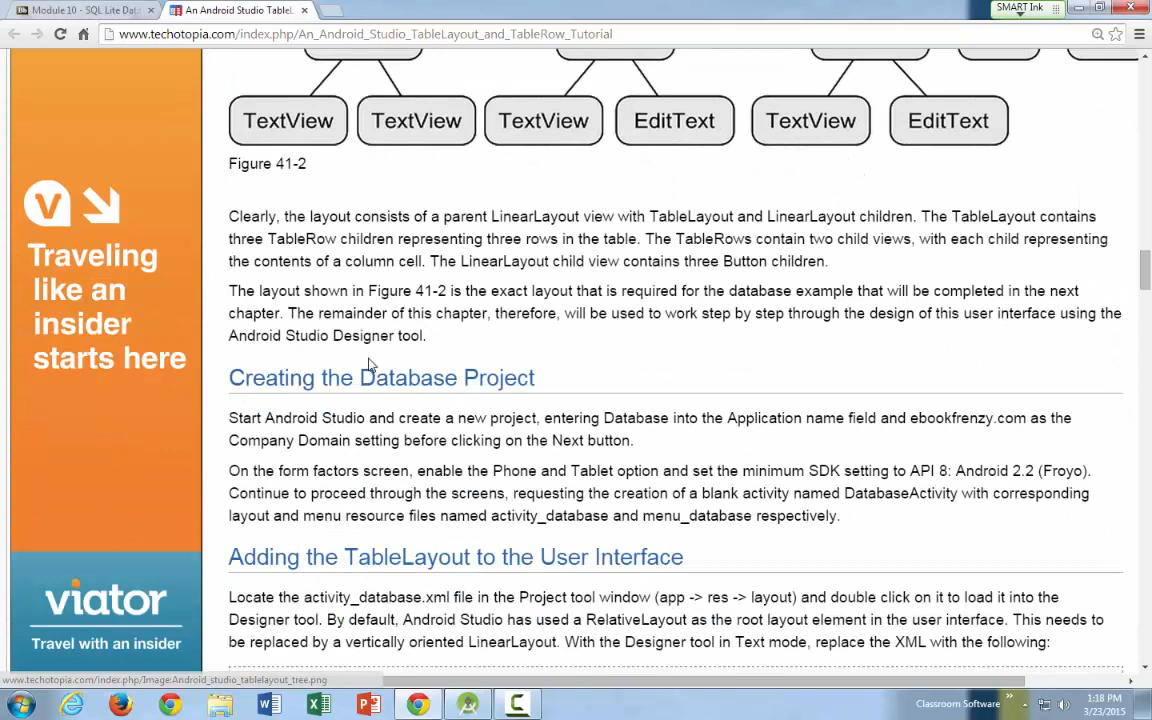 Module 10 - SQL Lite Dat
An Android Studio TableL
SMART Ink
www.techotopia.com/index.php/An_Android_Studio_TableLayout_and_TableRow_Tutorial
TextView TextView TextView EditText TextView EditText
Figure 41-2
Clearly, the layout consists of a parent LinearLayout view with TableLayout and LinearLayout children. The TableLayout contains
three TableRow children representing three rows in the table. The TableRows contain two child views, with each child representing
the contents of a column cell. The LinearLayout child view contains three Button children.
The layout shown in Figure 41-2 is the exact layout that is required for the database example that will be completed in the next
chapter. The remainder of this chapter, therefore, will be used to work step by step through the design of this user interface using the
Android Studio Designer tool.
Creating the Database Project
Start Android Studio and create a new project, entering Database into the Application name field and ebookfrenzy.com as the
Company Domain setting before clicking on the Next button.
On the form factors screen, enable the Phone and Tablet option and set the minimum SDK setting to API 8: Android 2.2 (Froyo).
Continue to proceed through the screens, requesting the creation of a blank activity named DatabaseActivity with corresponding
layout and menu resource files named activity_database and menu_database respectively.
Adding the TableLayout to the User Interface
Locate the activity_database.xml file in the Project tool window (app -> res -> layout) and double click on it to load it into the
Designer tool. By default, Android Studio has used a RelativeLayout as the root layout element in the user interface. This needs to
be replaced by a vertically oriented LinearLayout. With the Designer tool in Text mode, replace the XML with the following:
V
Traveling
like an
insider
starts here
viator
Travel with an insider
www.techotopia.com/index.php/Image:Android_studio_tablelayout_tree.png
Classroom Software
1:18 PM
3/23/2015